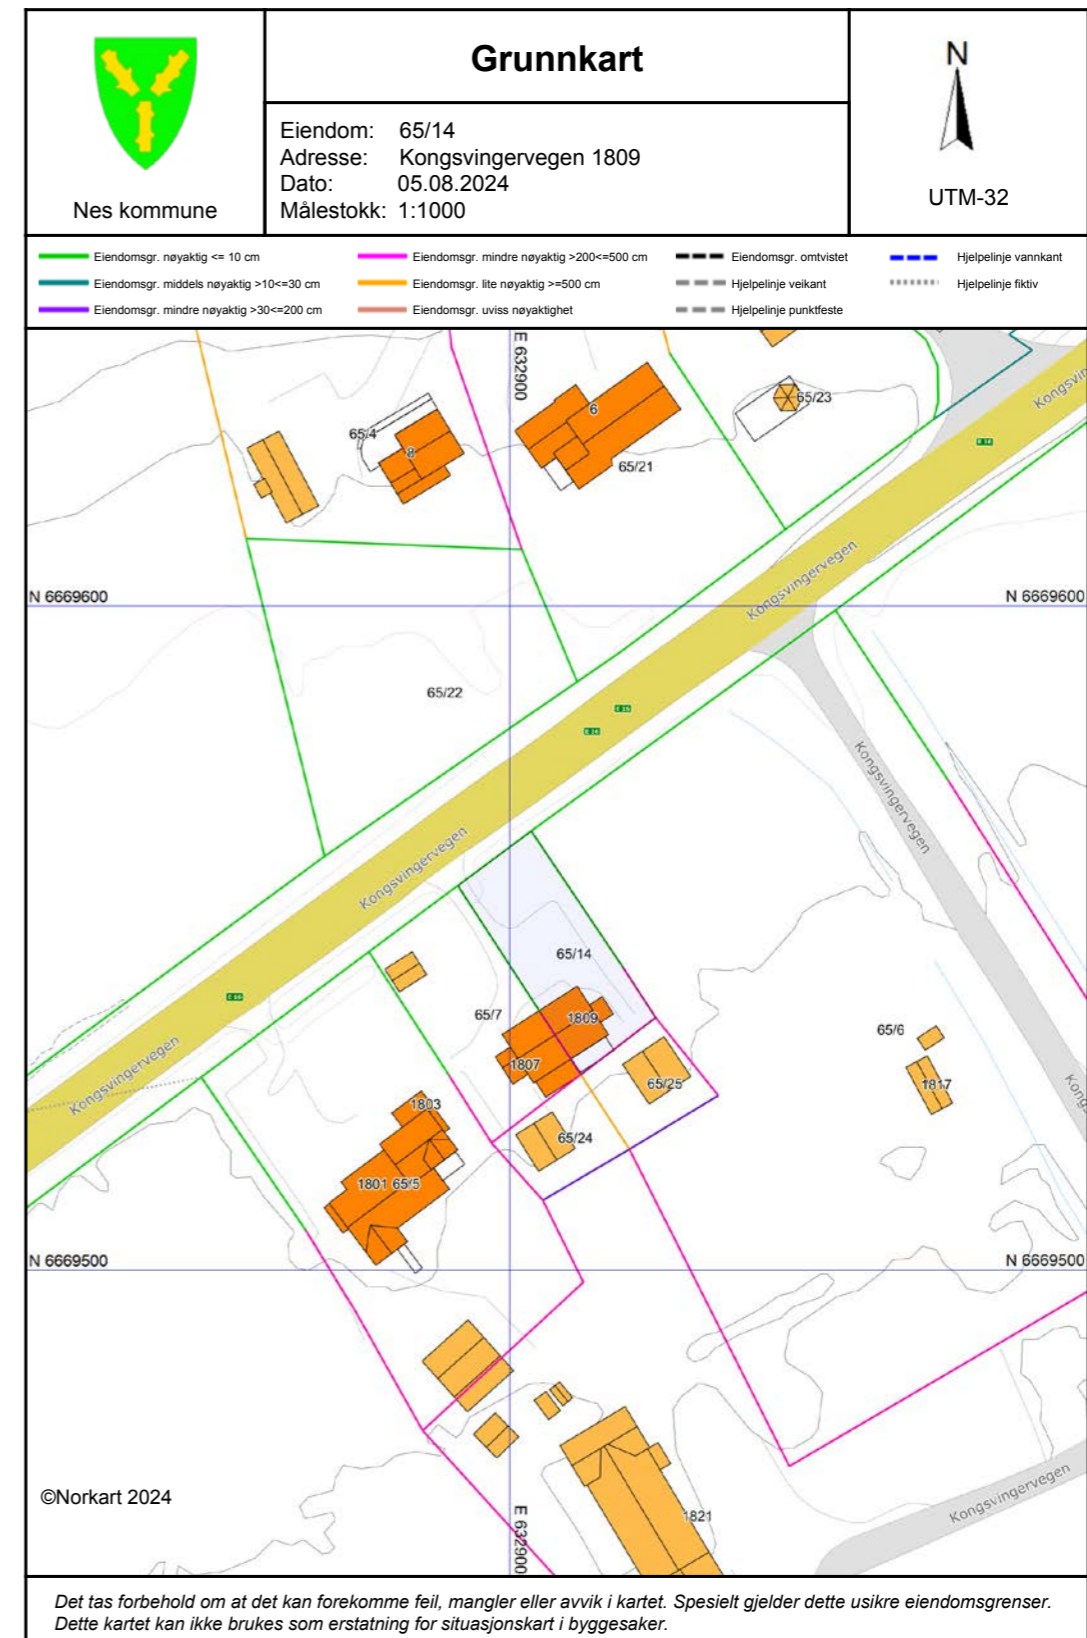 Grunnkart
N
Eiendom: 65/14
Adresse: Kongsvingervegen 1809
Dato: 05.08.2024
Målestokk: 1:1000
Nes kommune
UTM-32
Eiendomsgr. nøyaktig <= 10 cm
Eiendomsgr. middels nøyaktig >10<=30 cm
Eiendomsgr. mindre nøyaktig >30<=200 cm
Eiendomsgr. mindre nøyaktig >200<=500 cm
Eiendomsgr. lite nøyaktig >=500 cm
Eiendomsgr. uviss nøyaktighet
Eiendomsgr. omtvistet
Hjelpelinje veikant
Hjelpelinje punktfeste
Hjelpelinje vannkant
Hjelpelinje fiktiv
E 632900
65/23
6
65/4
8
65/21
E 16
Kongsvin
Kongsvingervegen
N 6669600
N 6669600
65/22
E 16
E 16
Kongsvingervegen
Kongsvingervegen
65/14
65/7
1809
65/6
E 16
Kongsvingervegen
1807
65/25
1817
Kong
1803
65/24
1801 65/5
N 6669500
N 6669500
Kongsvingervegen
©Norkart 2024
E 632900
1821
Det tas forbehold om at det kan forekomme feil, mangler eller avvik i kartet. Spesielt gjelder dette usikre eiendomsgrenser.
Dette kartet kan ikke brukes som erstatning for situasjonskart i byggesaker.